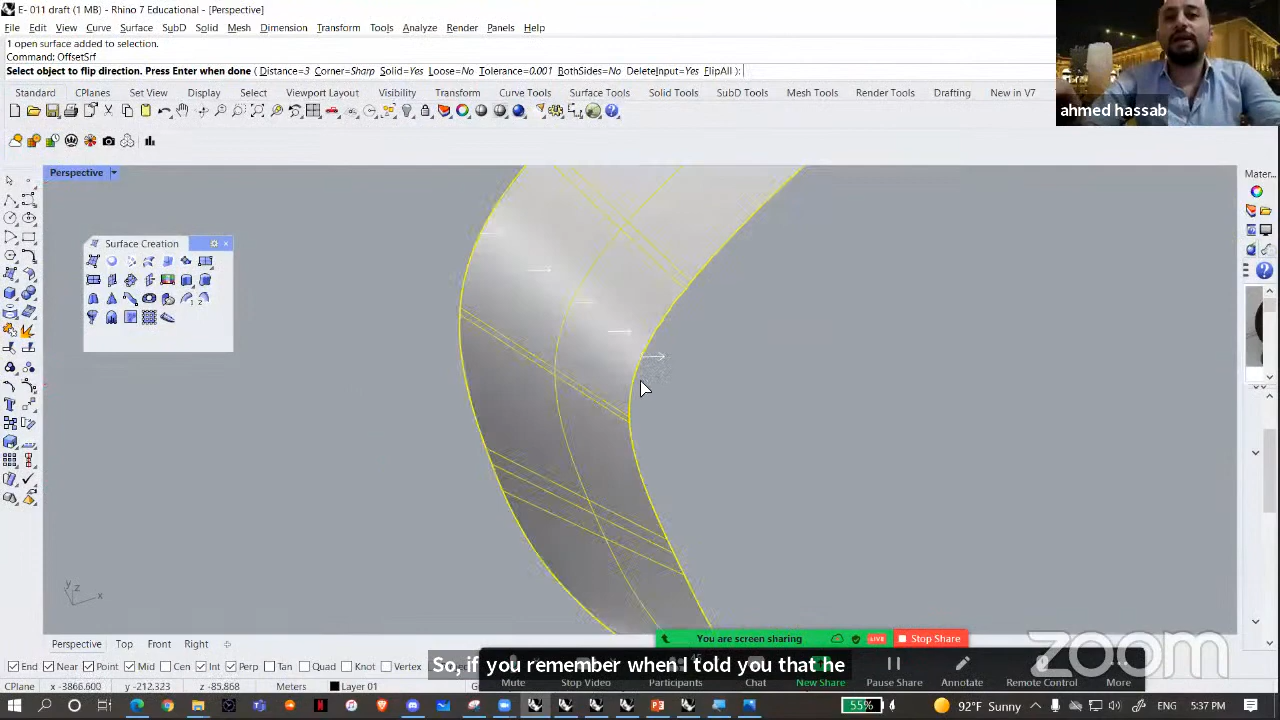 E- 011 draft (1 MB) - Rhino 7 Educational - [Perspective]
File Edit View Curve Surface SubD Solid Mesh Dimension Transform Tools Analyze Render Panels Help
1 open surface added to selection.
Command: OffsetSrf
Select object to flip direction. Press Enter when done ( Distance=3 Corner=Sharp Solid=Yes Loose=No Tolerance=0.001 BothSides=No DeleteInput=Yes FlipAll ):
Standard CPlanes Set View Display Select Viewport Layout Visibility Transform Curve Tools Surface Tools Solid Tools SubD Tools Mesh Tools Render Tools Drafting New in V7
ahmed hassab
Perspective
Mater...
Surface Creation
y z x
Perspective Top Front Right
You are screen sharing LIVE Stop Share
End Near Point Mid Cen Int Perp Tan Quad Knot Vertex
So, if you remember when I told you that he
zoom
Mute Stop Video Participants Chat New Share Pause Share Annotate Remote Control More
CPlane x -3866.600 y -212.323 z -85.868 Meters Layer 01
55% 92°F Sunny ENG 5:37 PM